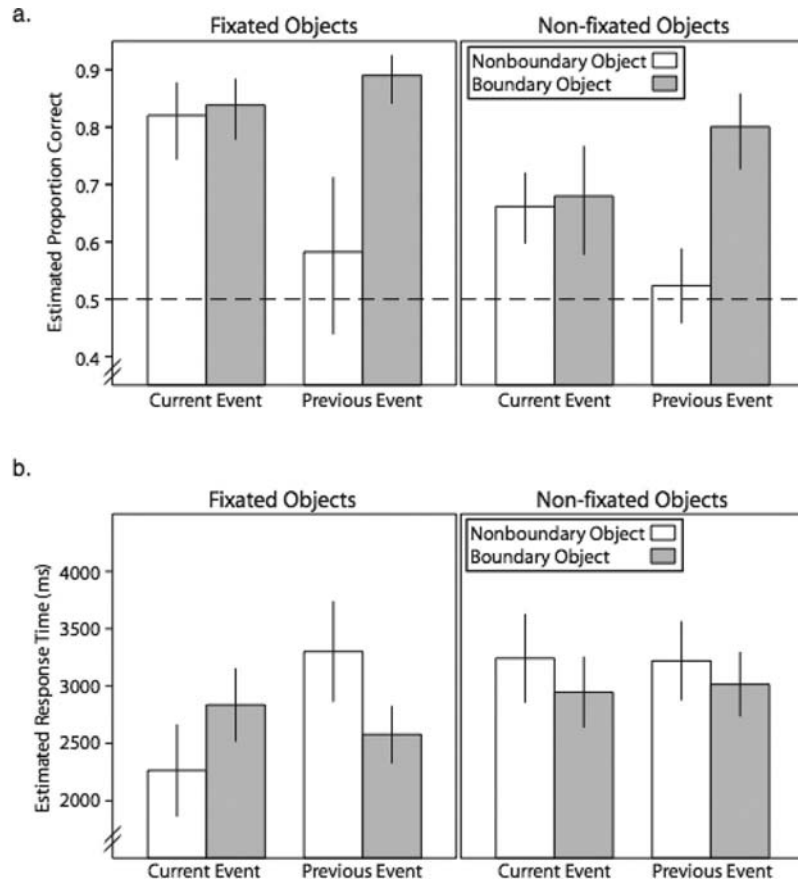 a.
Fixated Objects
Non-fixated Objects
Nonboundary Object
Boundary Object
Estimated Proportion Correct
0.9
0.8
0.7
0.6
0.5
0.4
Current Event
Previous Event
Current Event
Previous Event
b.
Fixated Objects
Non-fixated Objects
Nonboundary Object
Boundary Object
Estimated Response Time (ms)
4000
3500
3000
2500
2000
Current Event
Previous Event
Current Event
Previous Event